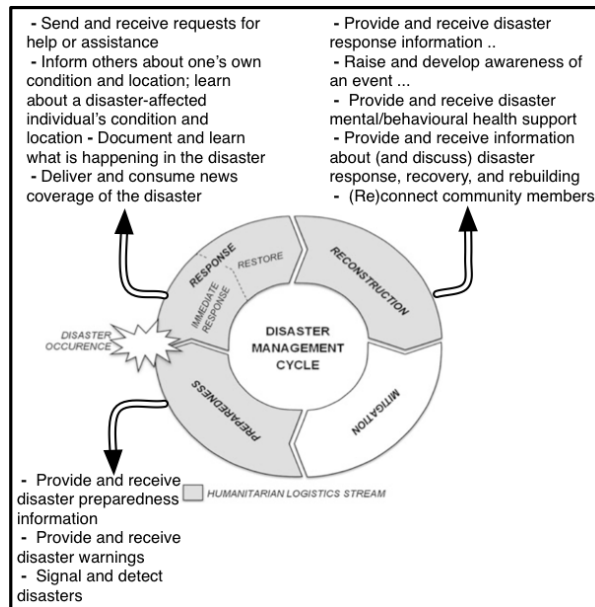 - Send and receive requests for
help or assistance
- Inform others about one's own
condition and location; learn
about a disaster-affected
individual's condition and
location - Document and learn
what is happening in the disaster
- Deliver and consume news
coverage of the disaster
- Provide and receive disaster
response information ..
- Raise and develop awareness of
an event ...
- Provide and receive disaster
mental/behavioural health support
- Provide and receive information
about (and discuss) disaster
response, recovery, and rebuilding
- (Re)connect community members
RESPONSE
RESTORE
IMMEDIATE
RESPONSE
RECONSTRUCTION
DISASTER
OCCURENCE
DISASTER
MANAGEMENT
CYCLE
PREPAREDNESS
MITIGATION
- Provide and receive
disaster preparedness
information
- Provide and receive
disaster warnings
- Signal and detect
disasters
HUMANITARIAN LOGISTICS STREAM